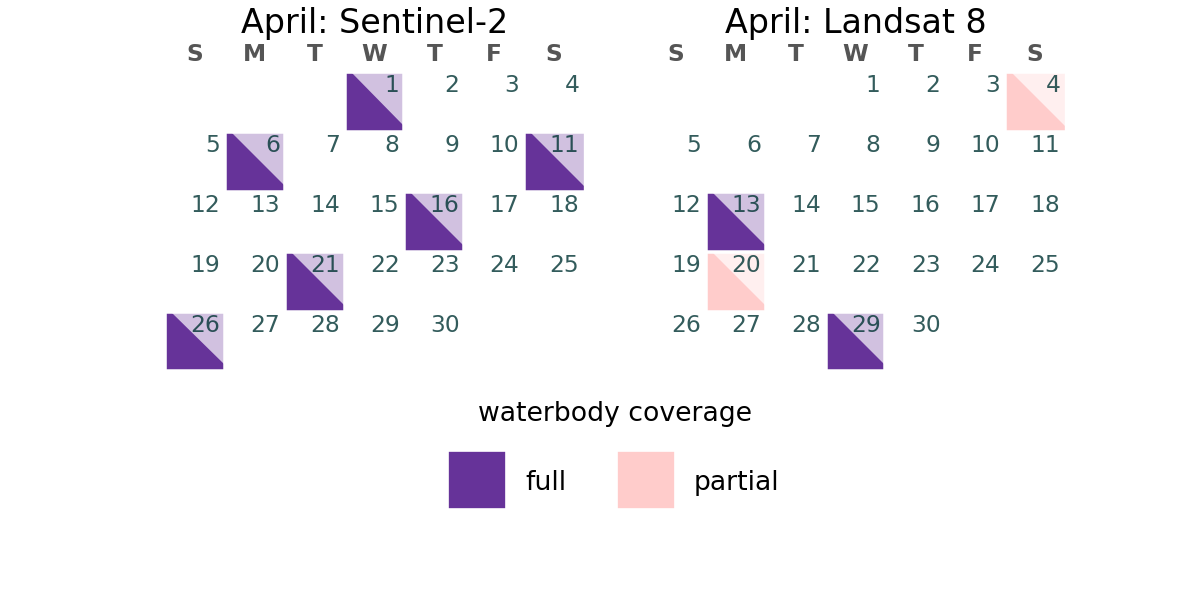 April: Sentinel-2
S M T W T F S
1 2 3 4
5 6 7 8 9 10 11
12 13 14 15 16 17 18
19 20 21 22 23 24 25
26 27 28 29 30
April: Landsat 8
S M T W T F S
1 2 3 4
5 6 7 8 9 10 11
12 13 14 15 16 17 18
19 20 21 22 23 24 25
26 27 28 29 30
waterbody coverage
full partial